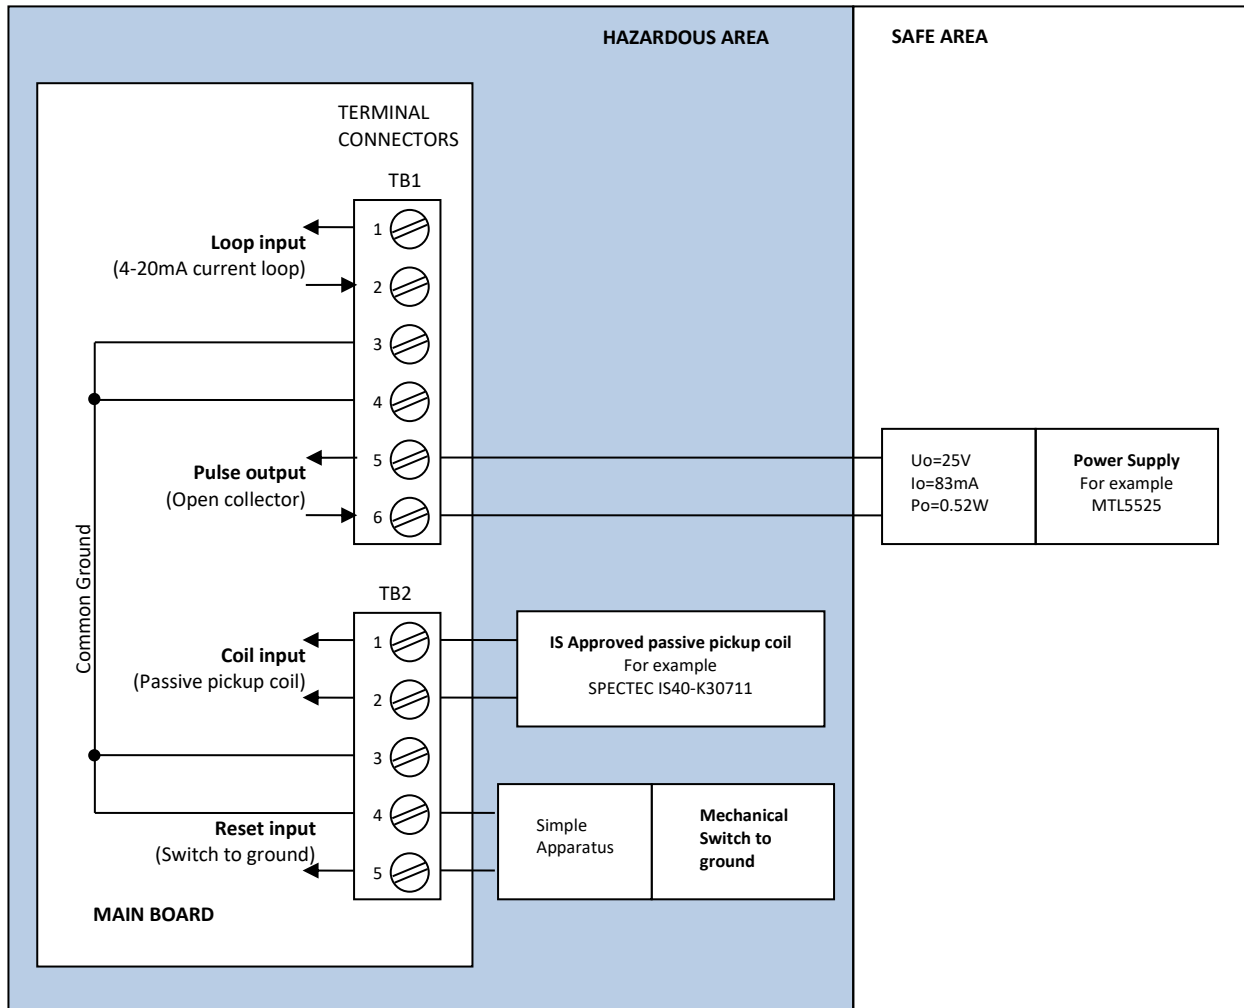 HAZARDOUS AREA
SAFE AREA
TERMINAL
CONNECTORS
TB1
1
Loop input
(4-20mA current loop)
2
3
4
5
Pulse output
(Open collector)
6
Uo=25V
Io=83mA
Po=0.52W
Power Supply
For example
MTL5525
Common Ground
TB2
1
Coil input
(Passive pickup coil)
2
IS Approved passive pickup coil
For example
SPECTEC IS40-K30711
3
4
Reset input
(Switch to ground)
5
Simple
Apparatus
Mechanical
Switch to
ground
MAIN BOARD